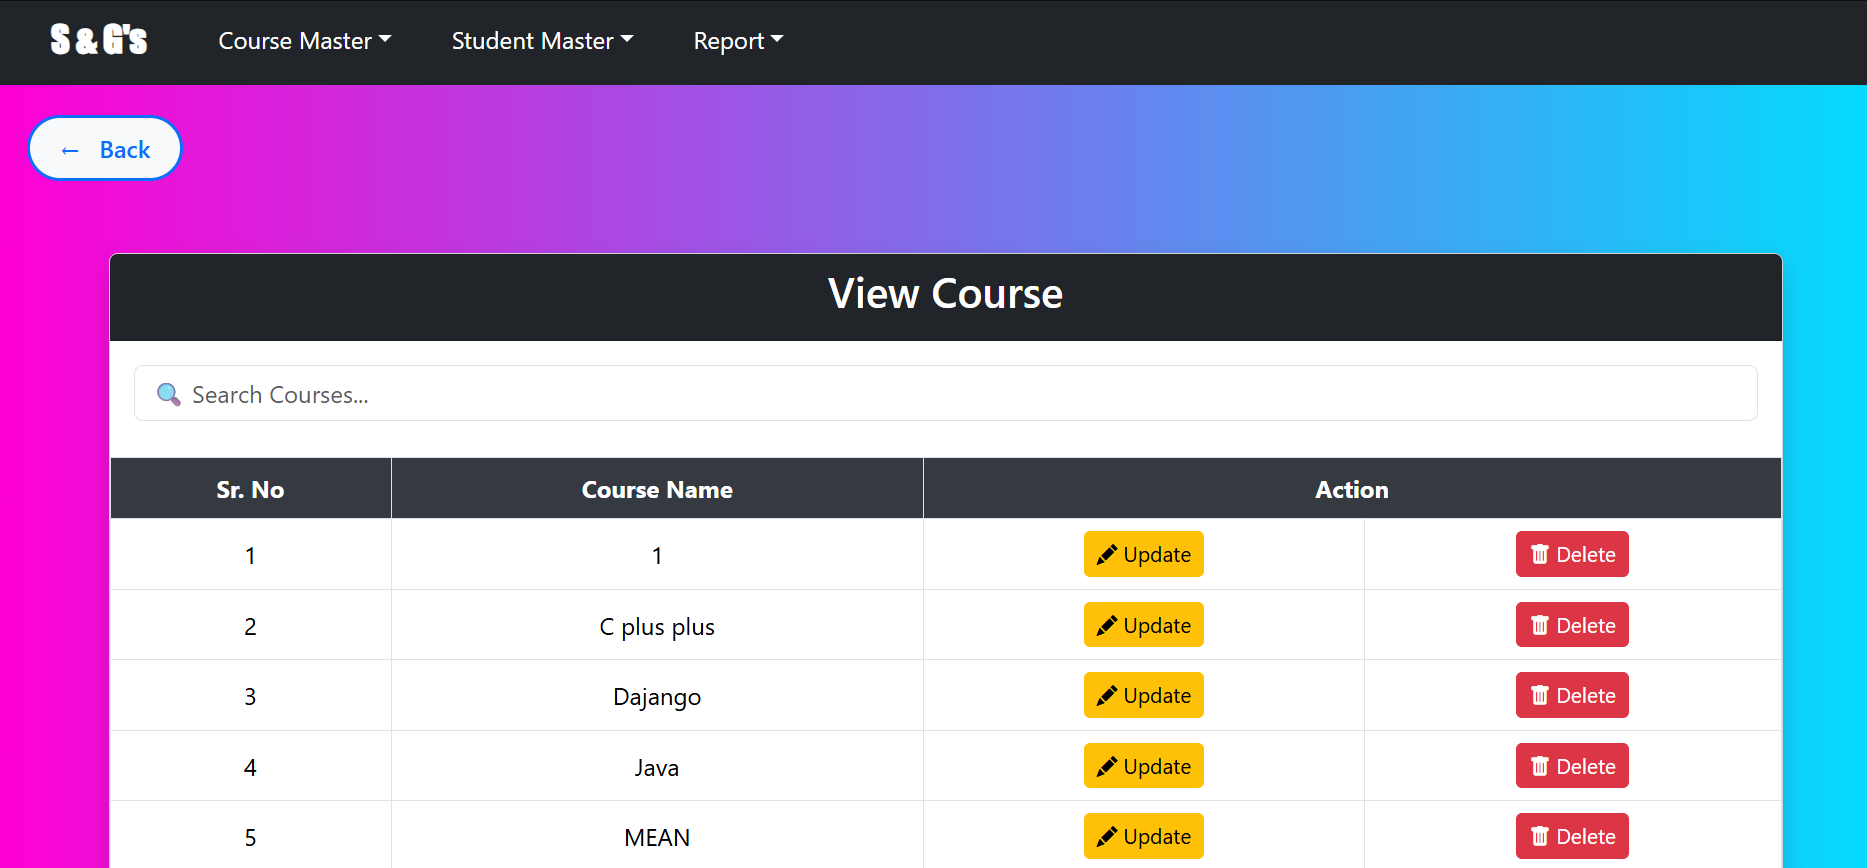 S & G's Course Master Student Master Report
← Back
View Course
Search Courses...
Sr. No Course Name Action
1 1 Update Delete
2 C plus plus Update Delete
3 Dajango Update Delete
4 Java Update Delete
5 MEAN Update Delete